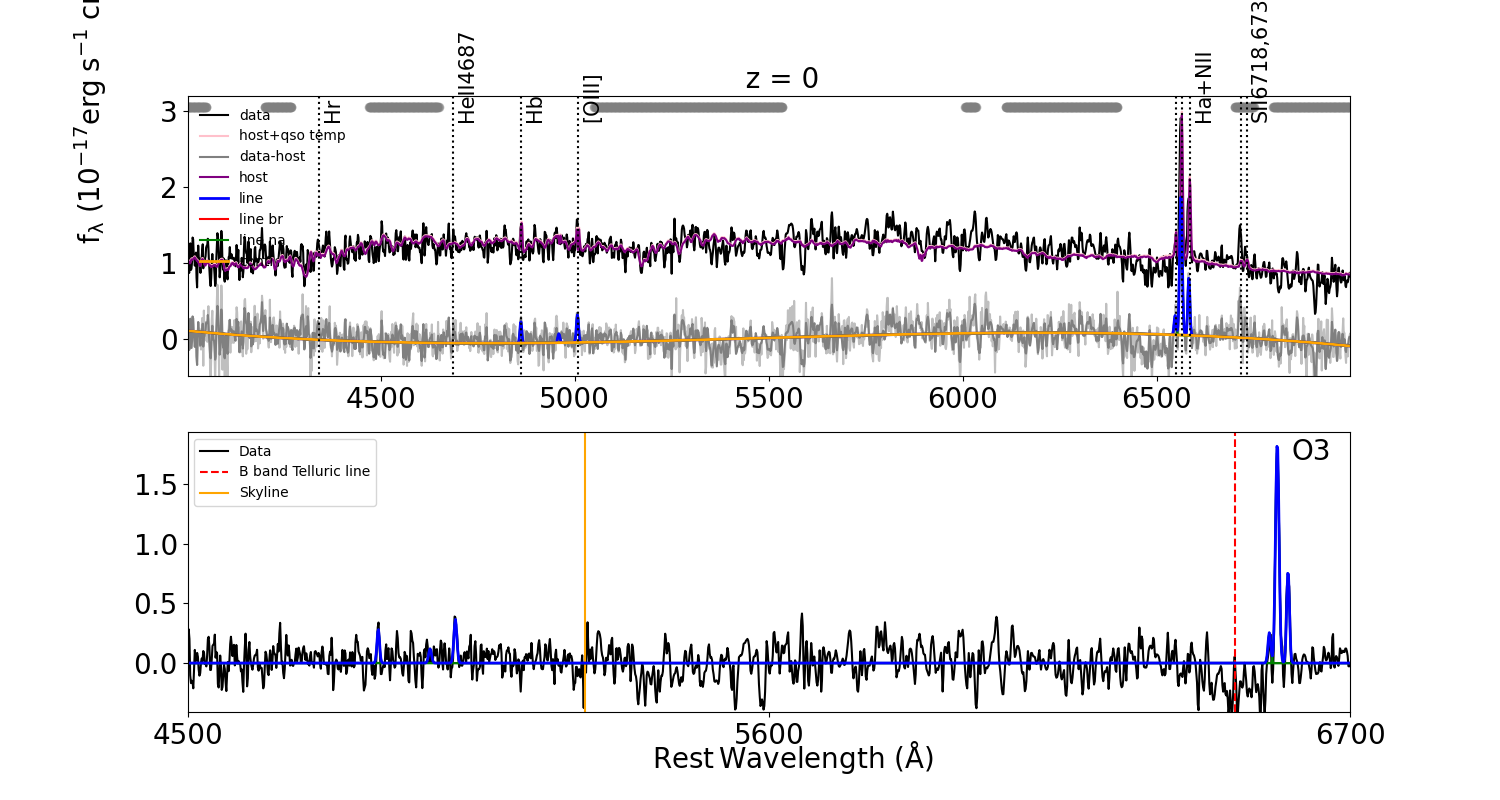 z = 0
f_λ (10^−17 erg s^−1
Hr
HeII4687
Hb
[OIII]
Ha+NII
SII6718,673
data
host+qso temp
data-host
host
line
line br
line na
3
2
1
0
4500 5000 5500 6000 6500
Data
B band Telluric line
Skyline
O3
1.5
1.0
0.5
0.0
4500 5600 6700
Rest Wavelength (Å)